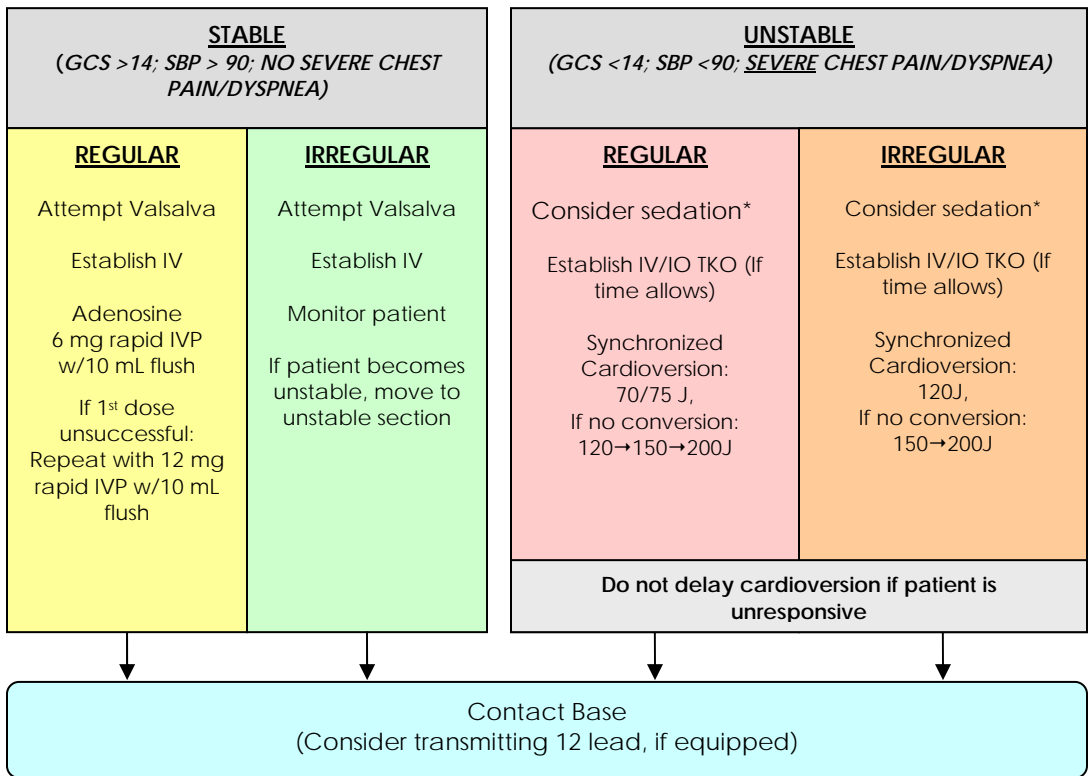 STABLE
(GCS >14; SBP > 90; NO SEVERE CHEST
PAIN/DYSPNEA)
REGULAR
Attempt Valsalva
Establish IV
Adenosine
6 mg rapid IVP
w/10 mL flush
If 1st dose
unsuccessful:
Repeat with 12 mg
rapid IVP w/10 mL
flush
IRREGULAR
Attempt Valsalva
Establish IV
Monitor patient
If patient becomes
unstable, move to
unstable section
UNSTABLE
(GCS <14; SBP <90; SEVERE CHEST PAIN/DYSPNEA)
REGULAR
Consider sedation*
Establish IV/IO TKO (If
time allows)
Synchronized
Cardioversion:
70/75 J,
If no conversion:
120→150→200J
IRREGULAR
Consider sedation*
Establish IV/IO TKO (If
time allows)
Synchronized
Cardioversion:
120J,
If no conversion:
150→200J
Do not delay cardioversion if patient is
unresponsive
Contact Base
(Consider transmitting 12 lead, if equipped)